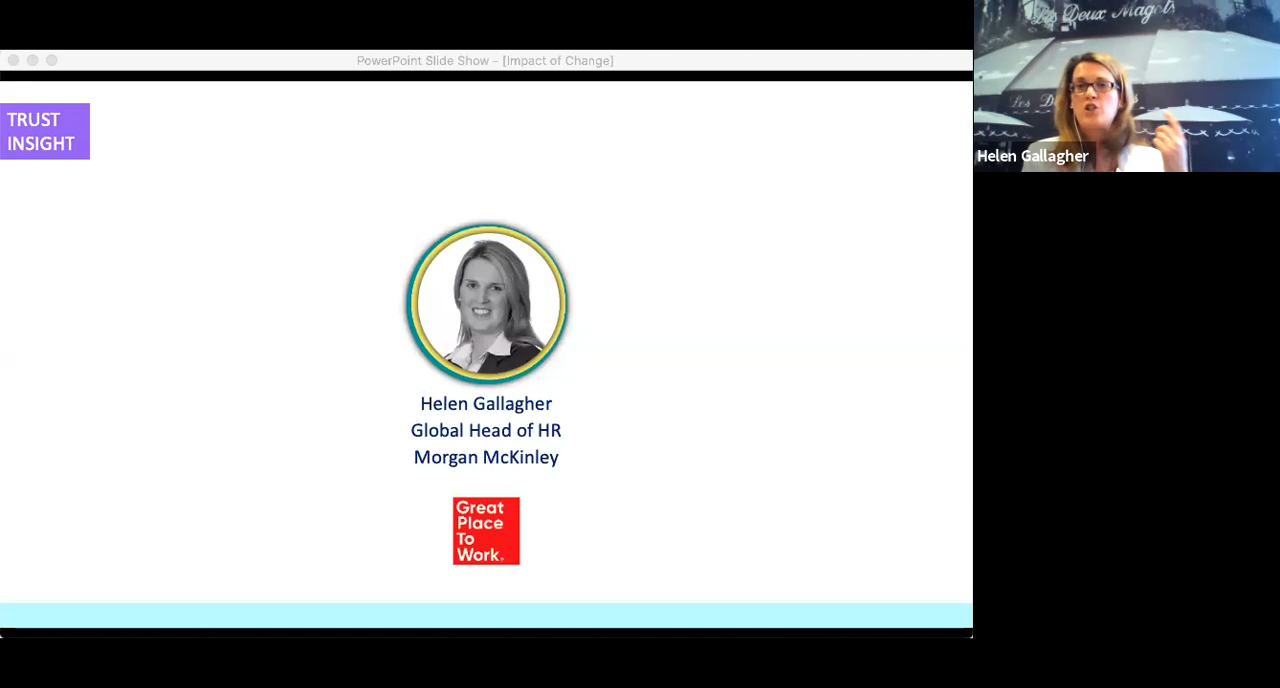 PowerPoint Slide Show – [Impact of Change]
TRUST
INSIGHT
Helen Gallagher
Global Head of HR
Morgan McKinley
Great
Place
To
Work.
Les Deux Magots
Les D
Helen Gallagher